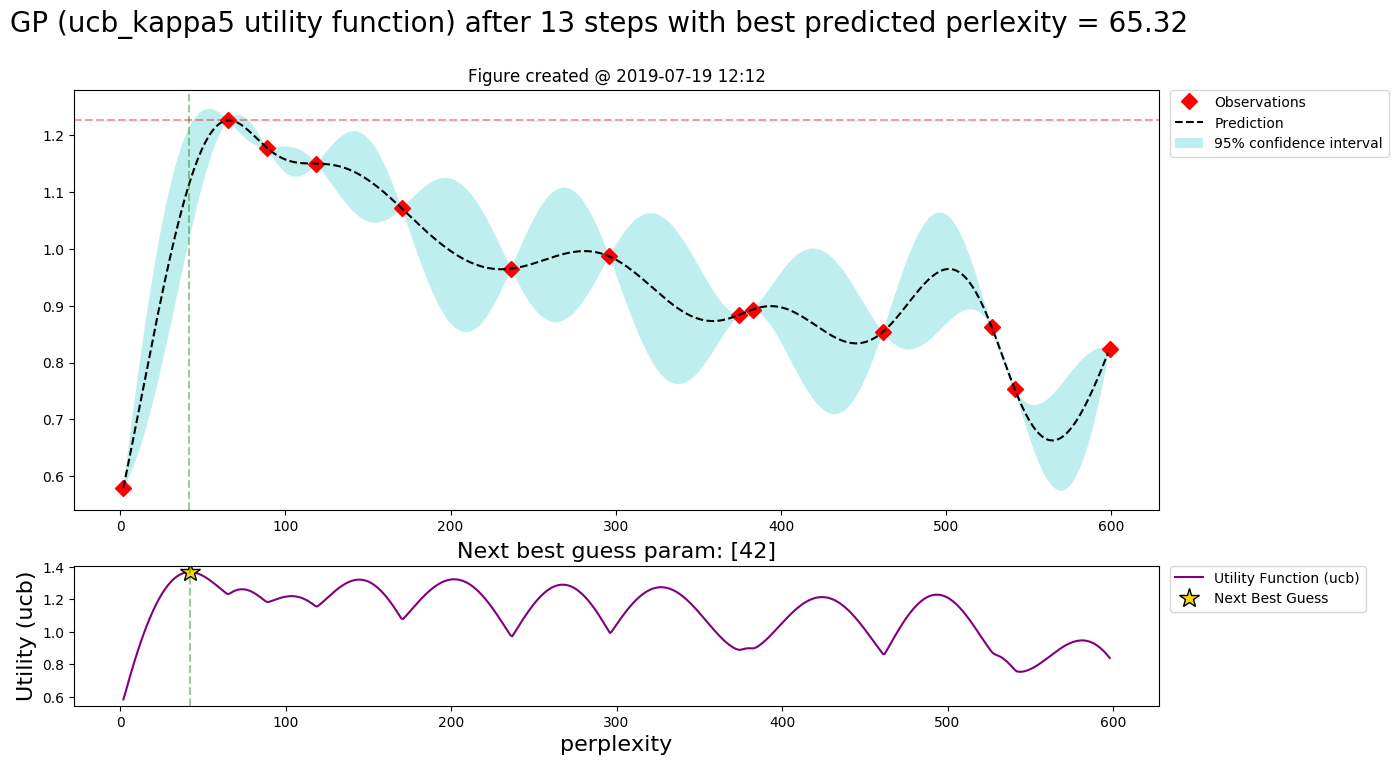 GP (ucb_kappa5 utility function) after 13 steps with best predicted perlexity = 65.32
Figure created @ 2019-07-19 12:12
1.2
1.1
1.0
0.9
0.8
0.7
0.6
0 100 200 300 400 500 600
Observations
Prediction
95% confidence interval
Next best guess param: [42]
Utility (ucb)
1.4
1.2
1.0
0.8
0.6
0 100 200 300 400 500 600
perplexity
Utility Function (ucb)
Next Best Guess